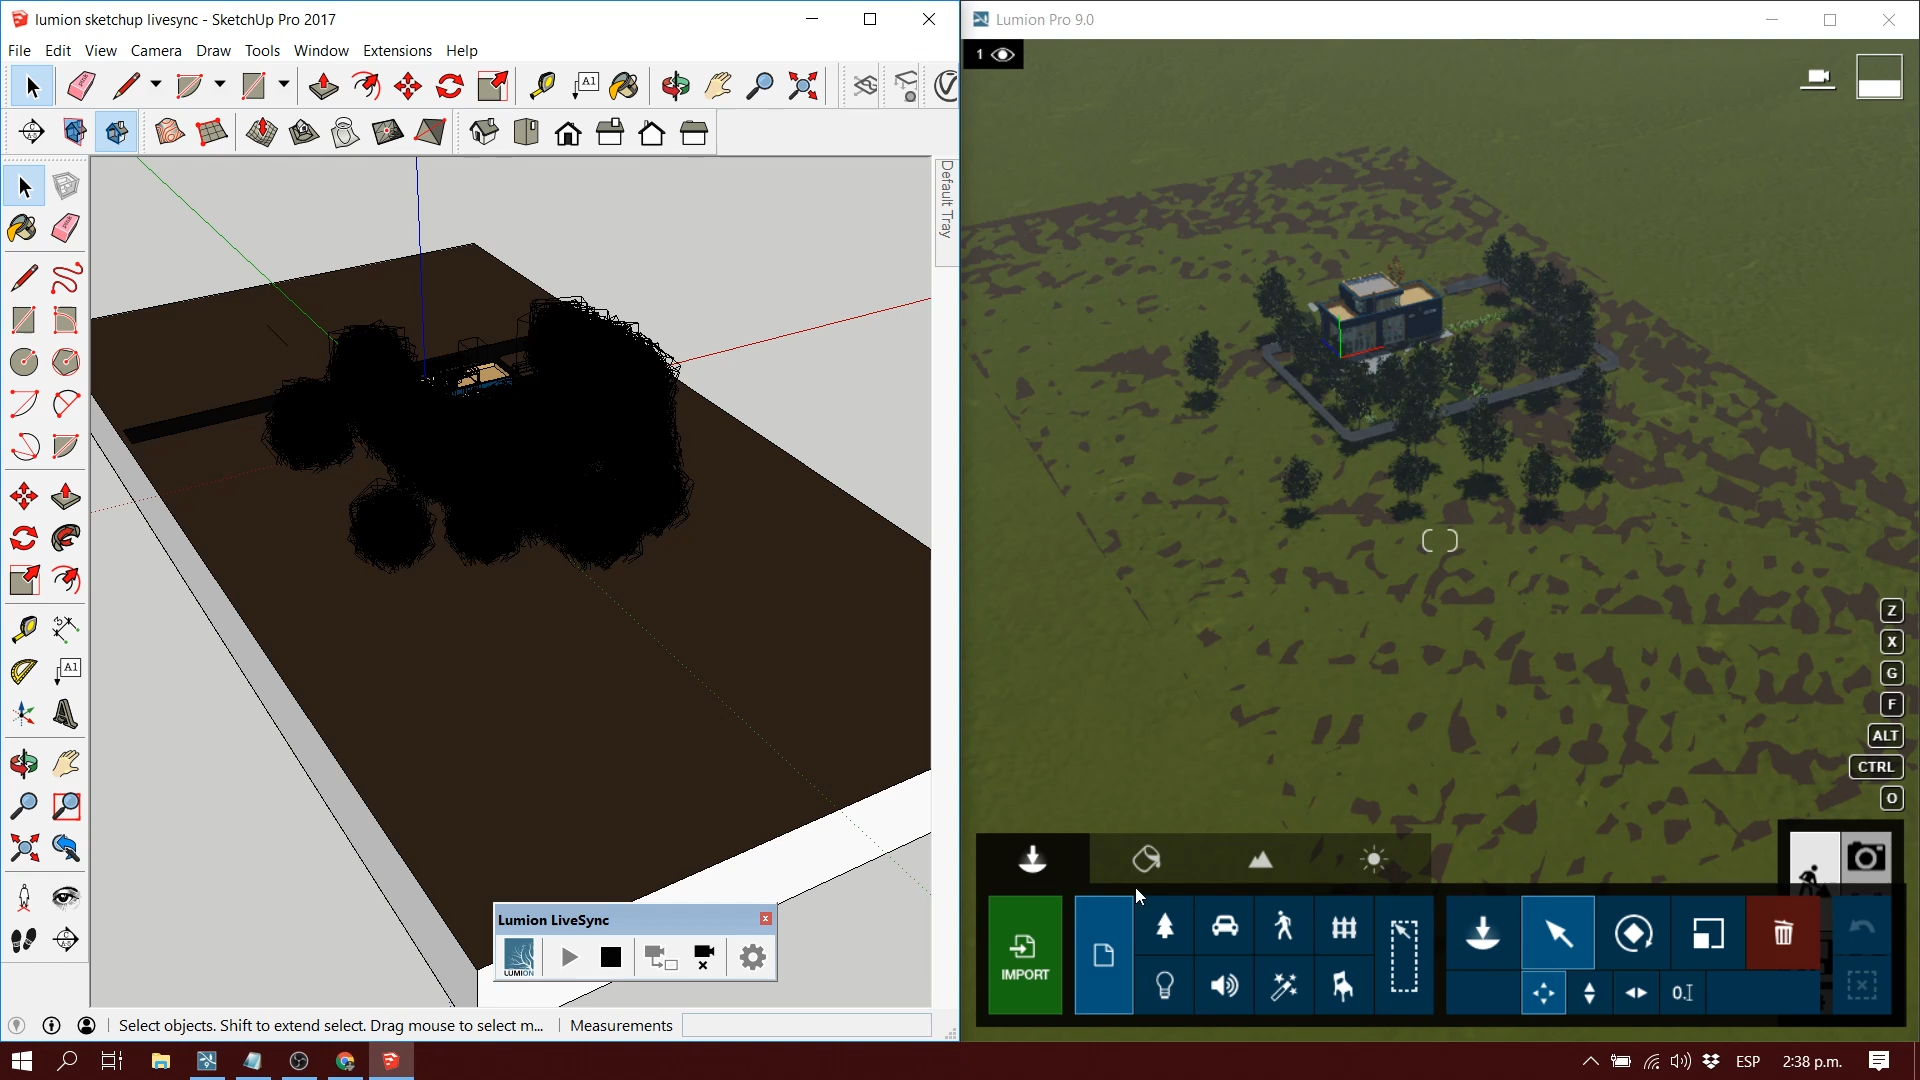 lumion sketchup livesync - SketchUp Pro 2017
File Edit View Camera Draw Tools Window Extensions Help
A1
Default Tray
A1
Lumion LiveSync
LUMION
Select objects. Shift to extend select. Drag mouse to select m...
Measurements
Lumion Pro 9.0
1
Z
X
G
F
ALT
CTRL
O
IMPORT
ESP
2:38 p.m.